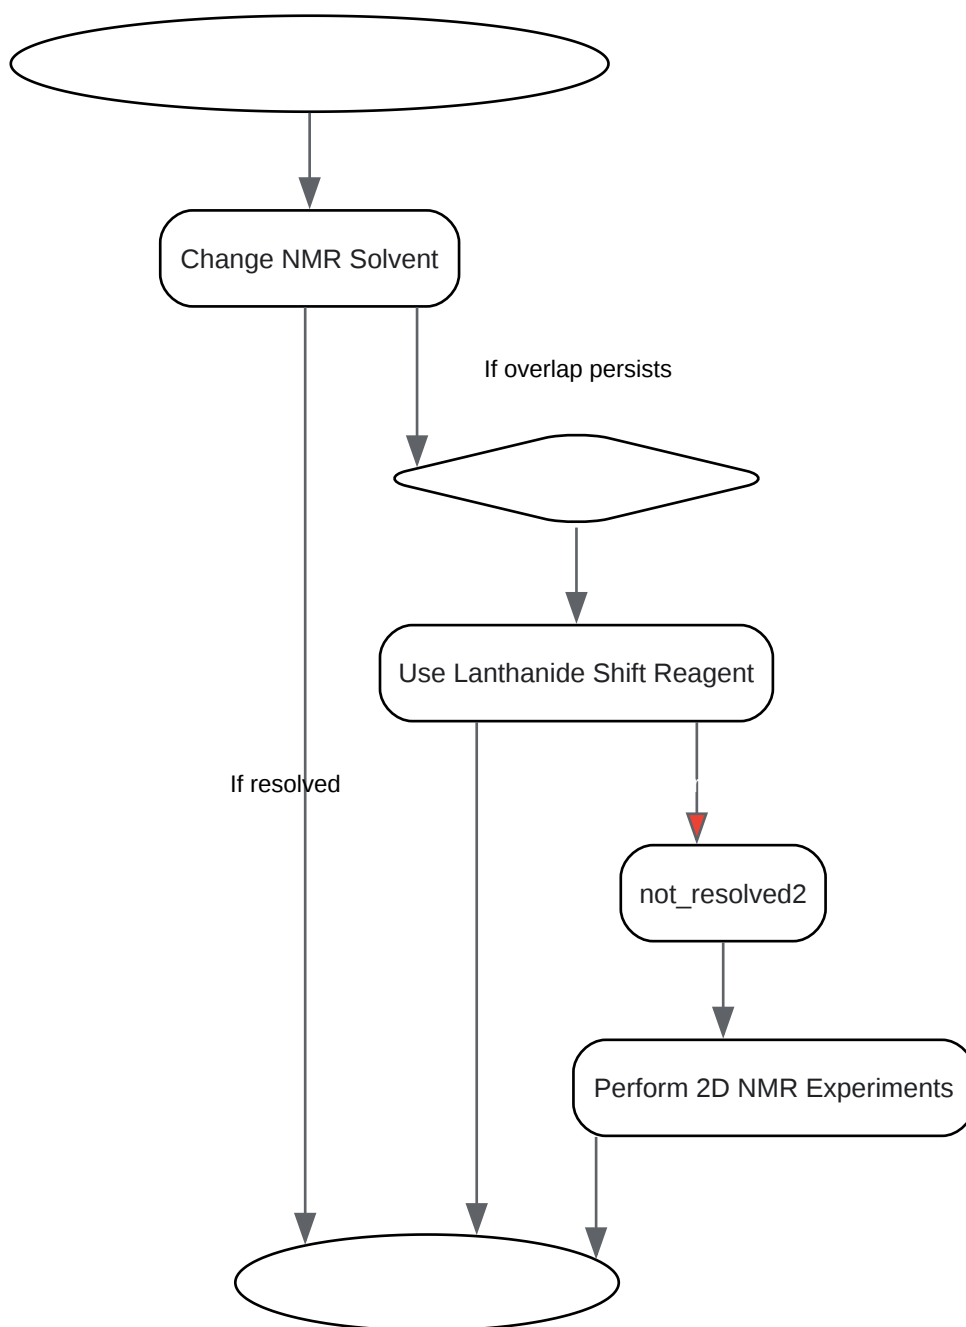 Change NMR Solvent
If overlap persists
Use Lanthanide Shift Reagent
If resolved
not_resolved2
Perform 2D NMR Experiments